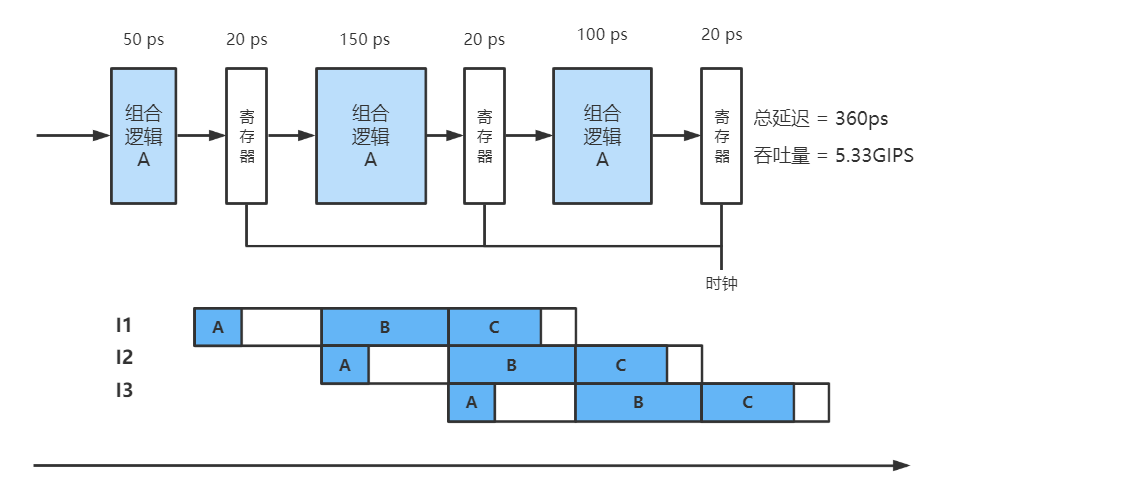 50 ps
20 ps
150 ps
20 ps
100 ps
20 ps
组合
逻辑
A
寄
存
器
组合
逻辑
A
寄
存
器
组合
逻辑
A
寄
存
器
总延迟 = 360ps
吞吐量 = 5.33GIPS
时钟
I1
A
B
C
I2
A
B
C
I3
A
B
C